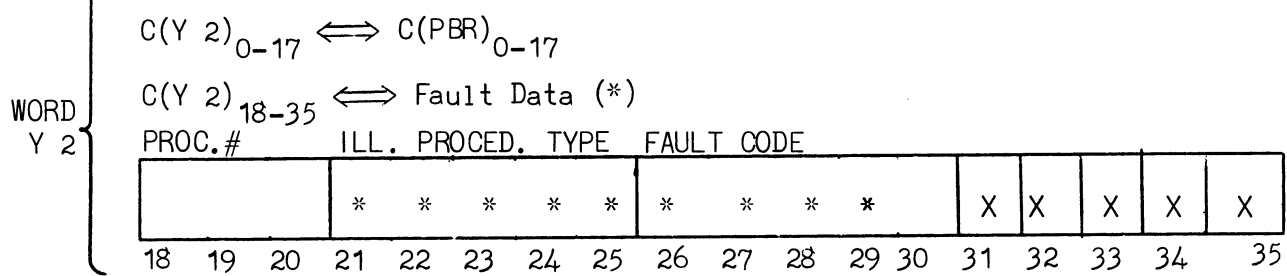 C(Y 2)0-17 ⟺ C(PBR)0-17
C(Y 2)18-35 ⟺ Fault Data (*)
WORD
Y 2
PROC.# ILL. PROCED. TYPE FAULT CODE
* * * * * * * * * X X X X X
18 19 20 21 22 23 24 25 26 27 28 29 30 31 32 33 34 35